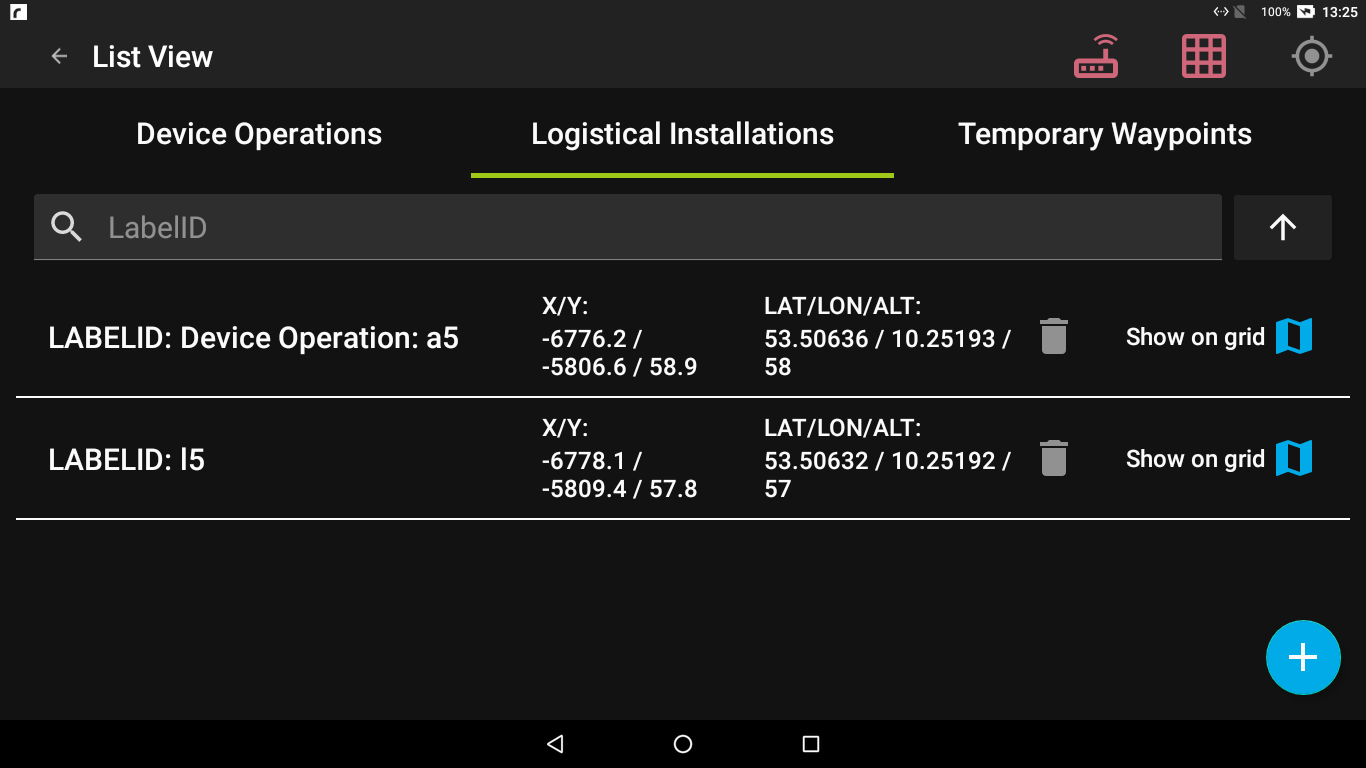 100% 13:25
List View
Device Operations Logistical Installations Temporary Waypoints
LabelID
LABELID: Device Operation: a5
X/Y:
-6776.2 /
-5806.6 / 58.9
LAT/LON/ALT:
53.50636 / 10.25193 /
58
Show on grid
LABELID: l5
X/Y:
-6778.1 /
-5809.4 / 57.8
LAT/LON/ALT:
53.50632 / 10.25192 /
57
Show on grid